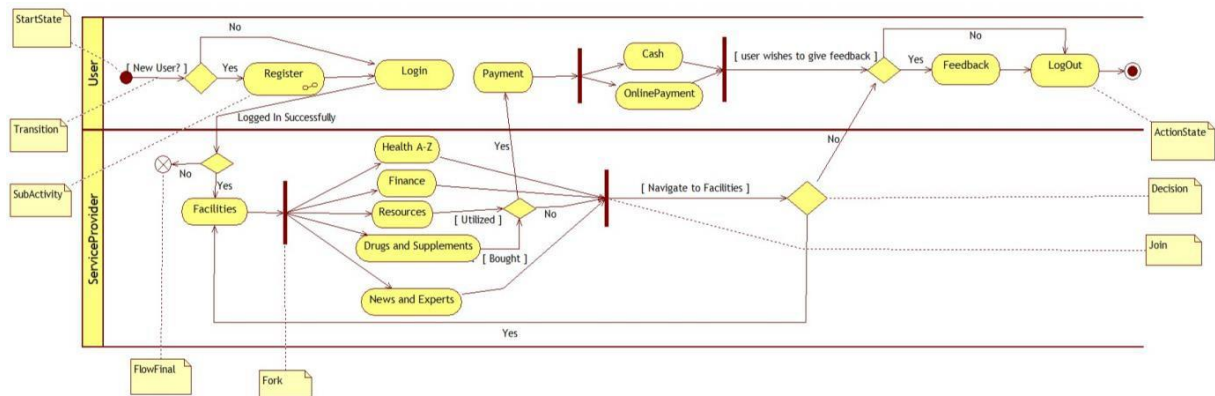 StartState
User
[ New User? ]
No
Yes
Register
Login
Payment
Cash
OnlinePayment
[ user wishes to give feedback ]
No
Yes
Feedback
LogOut
Transition
Logged In Successfully
ActionState
ServiceProvider
No
Yes
SubActivity
Facilities
Health A-Z
Finance
Resources
[ Utilized ]
Drugs and Supplements
[ [ Bought ]
News and Experts
Yes
No
[ Navigate to Facilities ]
No
Decision
Join
Yes
FlowFinal
Fork